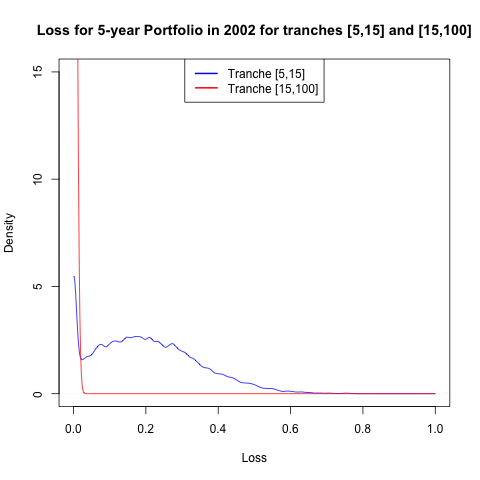 Loss for 5-year Portfolio in 2002 for tranches [5,15] and [15,100]
Tranche [5,15]
Tranche [15,100]
15
10
5
0
Density
0.0 0.2 0.4 0.6 0.8 1.0
Loss